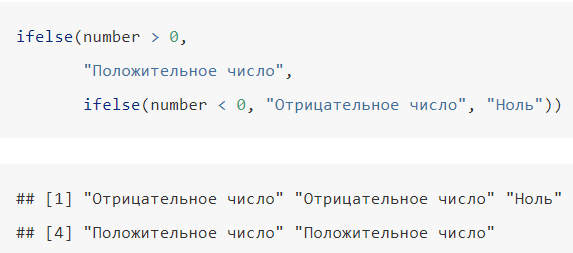 ifelse(number > 0,
"Положительное число",
ifelse(number < 0, "Отрицательное число", "Ноль"))
## [1] "Отрицательное число" "Отрицательное число" "Ноль"
## [4] "Положительное число" "Положительное число"